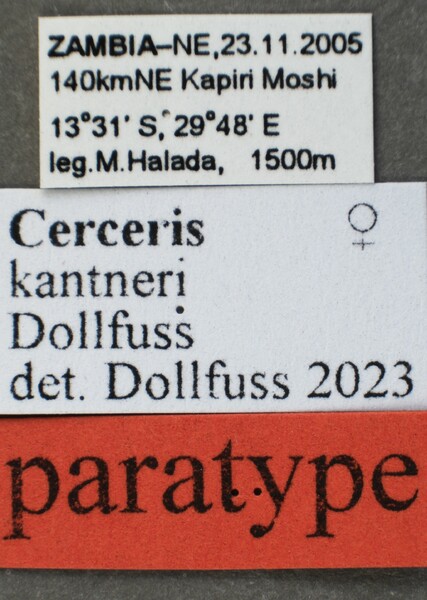 ZAMBIA–NE,23.11.2005
140kmNE Kapiri Moshi
13°31' S, 29°48' E
leg.M.Halada, 1500m
Cerceris ♀
kantneri
Dollfuss
det. Dollfuss 2023
paratype